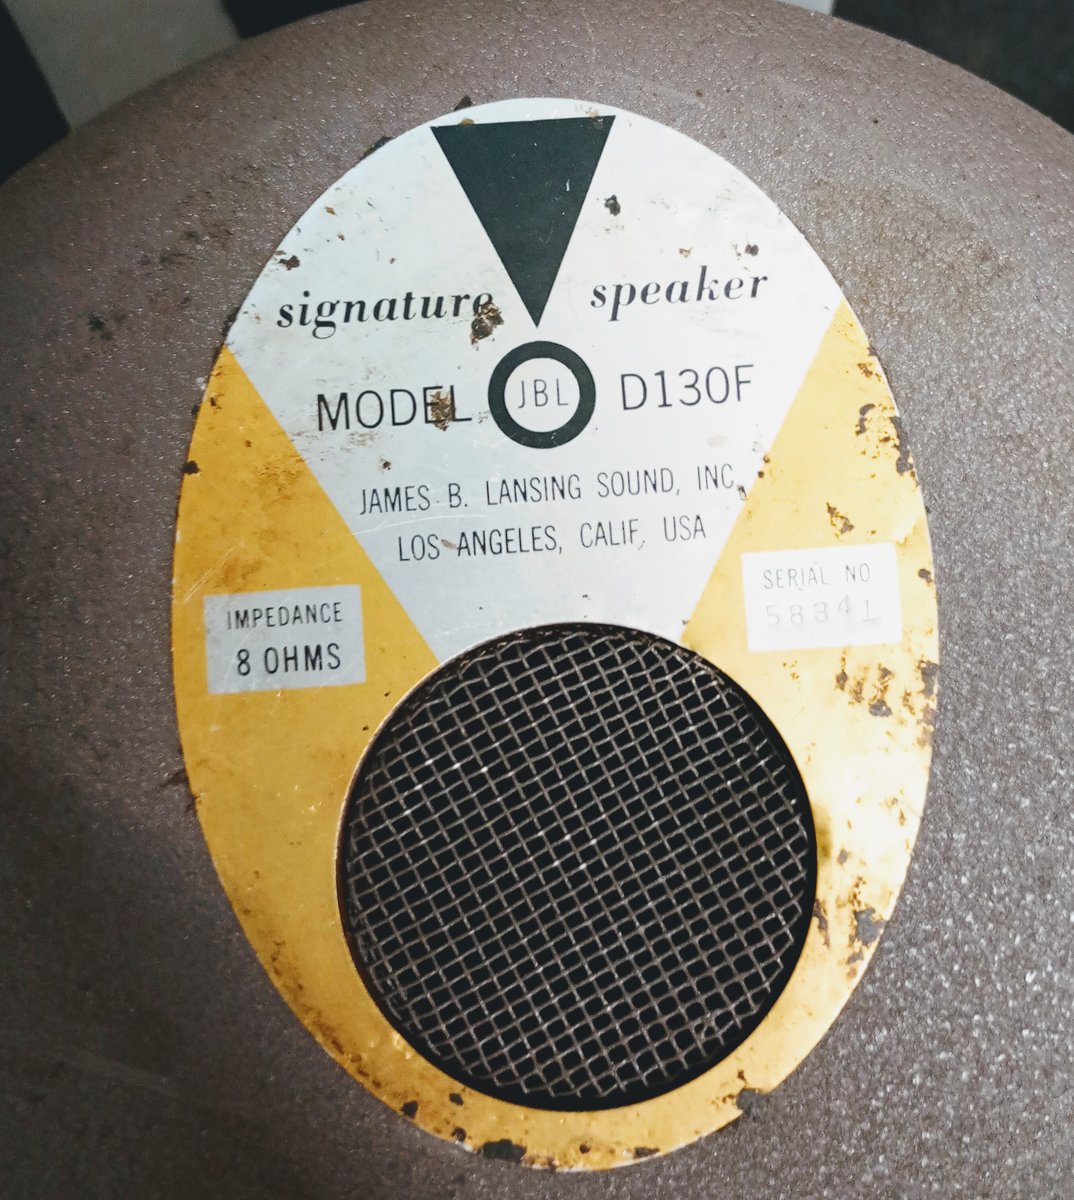 signature speaker
MODEL JBL D130F
JAMES B. LANSING SOUND, INC.
LOS ANGELES, CALIF, USA
IMPEDANCE
8 OHMS
SERIAL NO
58341